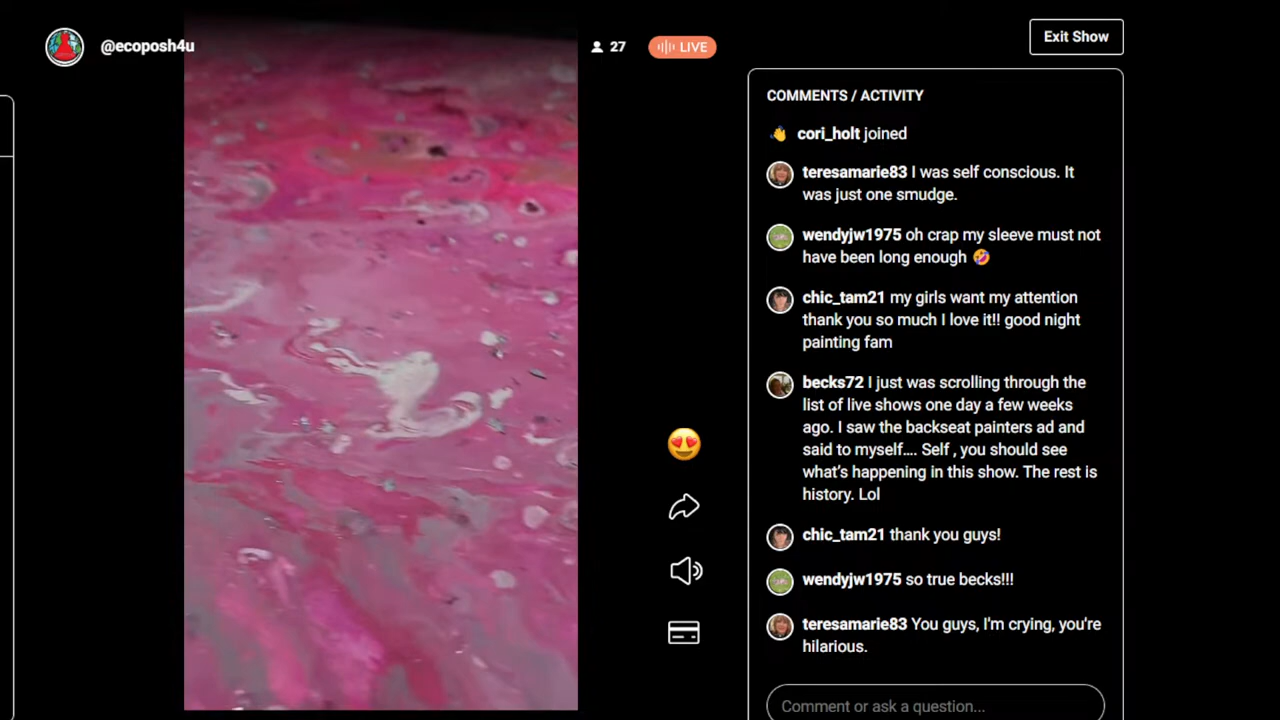 @ecoposh4u
27
LIVE
Exit Show
COMMENTS / ACTIVITY
cori_holt joined
teresamarie83 I was self conscious. It
was just one smudge.
wendyjw1975 oh crap my sleeve must not
have been long enough 🤣
chic_tam21 my girls want my attention
thank you so much I love it!! good night
painting fam
becks72 I just was scrolling through the
list of live shows one day a few weeks
ago. I saw the backseat painters ad and
said to myself.... Self , you should see
what's happening in this show. The rest is
history. Lol
chic_tam21 thank you guys!
wendyjw1975 so true becks!!!
teresamarie83 You guys, I'm crying, you're
hilarious.
Comment or ask a question...